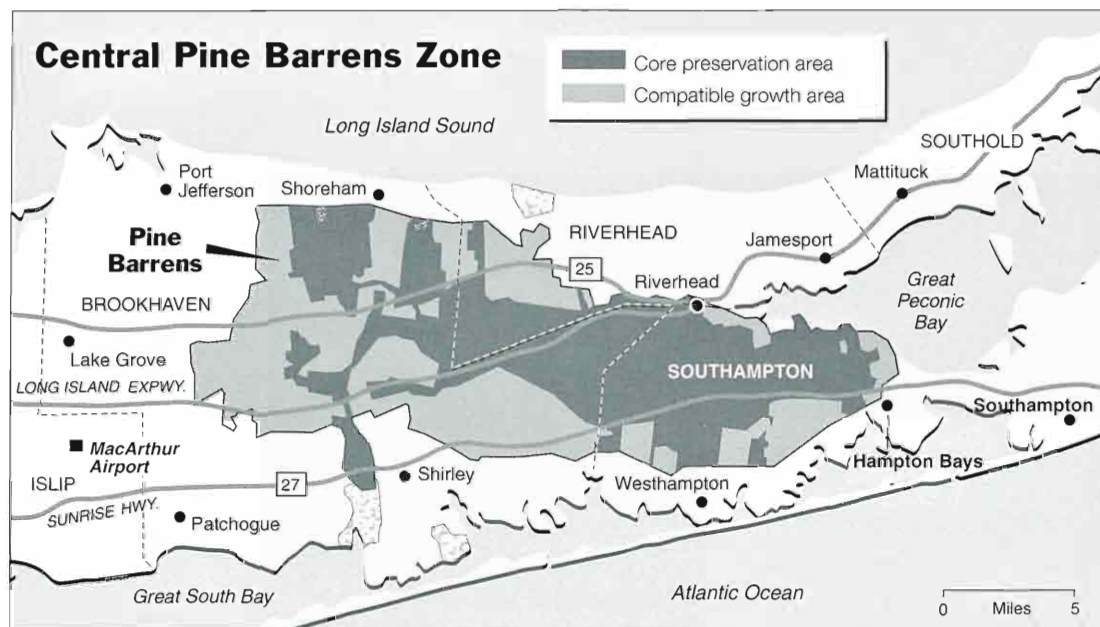 Central Pine Barrens Zone
Core preservation area
Compatible growth area
Long Island Sound
SOUTHOLD
Mattituck
Port
Jefferson
Shoreham
Pine
Barrens
RIVERHEAD
Jamesport
25
Riverhead
Great
Peconic
Bay
BROOKHAVEN
Lake Grove
LONG ISLAND EXPWY.
SOUTHAMPTON
Southampton
MacArthur
Airport
Hampton Bays
ISLIP
27
Shirley
Westhampton
SUNRISE HWY.
Patchogue
Great South Bay
Atlantic Ocean
0 Miles 5